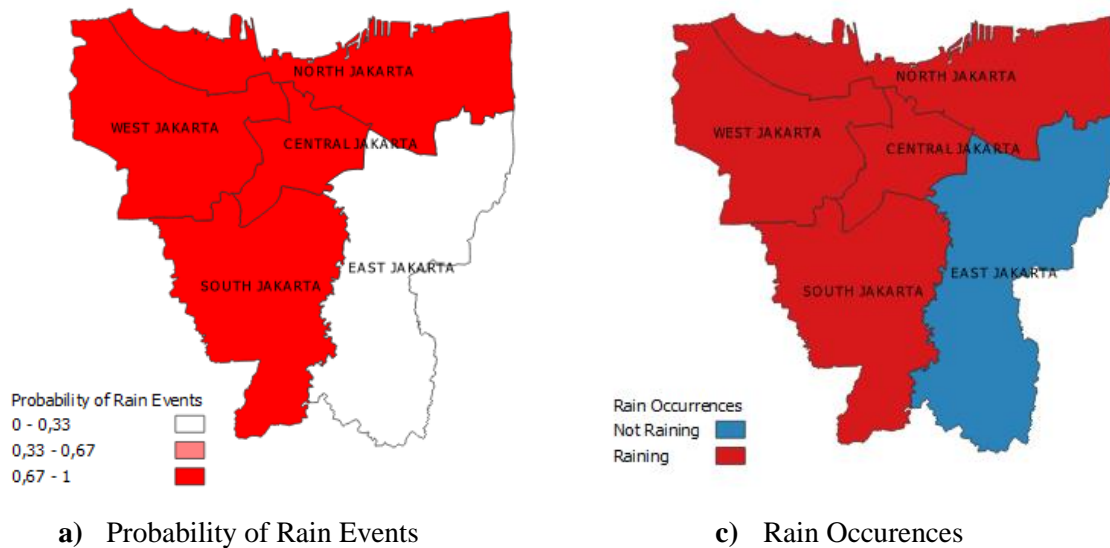 NORTH JAKARTA
WEST JAKARTA
CENTRAL JAKARTA
EAST JAKARTA
SOUTH JAKARTA
Probability of Rain Events
0 - 0,33
0,33 - 0,67
0,67 - 1
a) Probability of Rain Events
NORTH JAKARTA
WEST JAKARTA
CENTRAL JAKARTA
EAST JAKARTA
SOUTH JAKARTA
Rain Occurrences
Not Raining
Raining
c) Rain Occurences